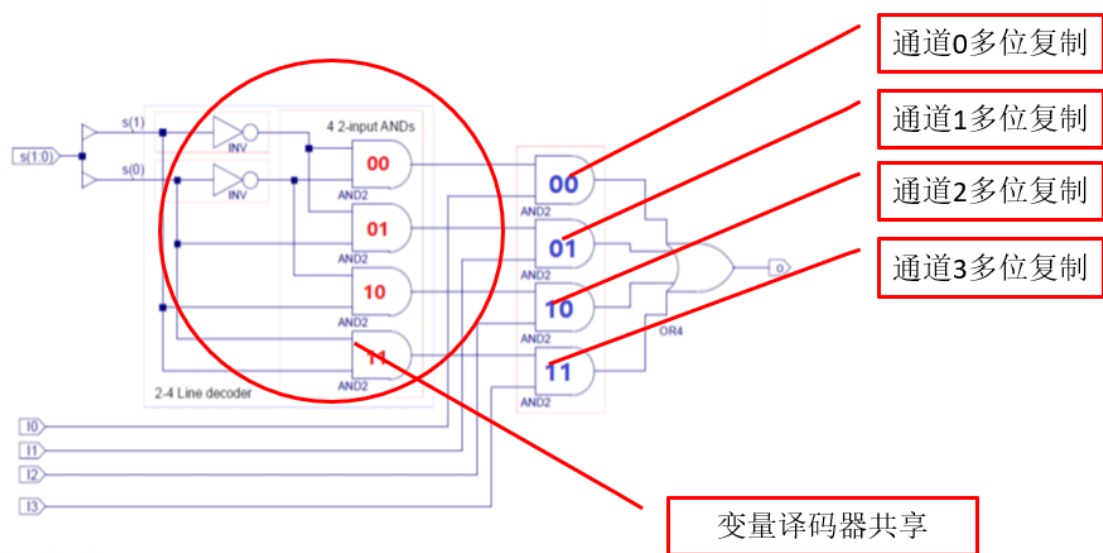 通道0多位复制
通道1多位复制
通道2多位复制
通道3多位复制
s(1:0)
s(1)
s(0)
INV
INV
4 2-input ANDs
00
AND2
01
AND2
10
AND2
11
AND2
2-4 Line decoder
00
AND2
01
AND2
10
AND2
11
AND2
OR4
o
I0
I1
I2
I3
变量译码器共享